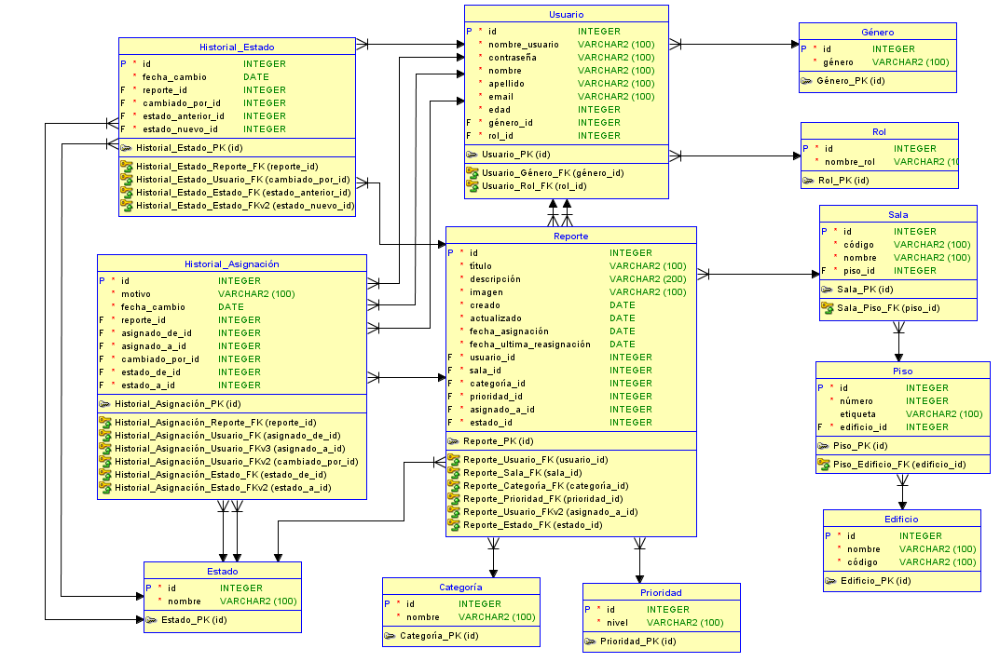 Usuario
P * id INTEGER
* nombre_usuario VARCHAR2 (100)
* contraseña VARCHAR2 (100)
* nombre VARCHAR2 (100)
* apellido VARCHAR2 (100)
* email VARCHAR2 (100)
* edad INTEGER
F * género_id INTEGER
F * rol_id INTEGER
Usuario_PK (id)
Usuario_Género_FK (género_id)
Usuario_Rol_FK (rol_id)
Historial_Estado
P * id INTEGER
* fecha_cambio DATE
F * reporte_id INTEGER
F * cambiado_por_id INTEGER
F * estado_anterior_id INTEGER
F * estado_nuevo_id INTEGER
Historial_Estado_PK (id)
Historial_Estado_Reporte_FK (reporte_id)
Historial_Estado_Usuario_FK (cambiado_por_id)
Historial_Estado_Estado_FK (estado_anterior_id)
Historial_Estado_Estado_FKv2 (estado_nuevo_id)
Género
P * id INTEGER
* género VARCHAR2 (100)
Género_PK (id)
Rol
P * id INTEGER
* nombre_rol VARCHAR2 (10
Rol_PK (id)
Sala
P * id INTEGER
* código VARCHAR2 (100)
* nombre VARCHAR2 (100)
F * piso_id INTEGER
Sala_PK (id)
Sala_Piso_FK (piso_id)
Reporte
P * id INTEGER
* título VARCHAR2 (100)
* descripción VARCHAR2 (200)
* imagen VARCHAR2 (100)
* creado DATE
* actualizado DATE
* fecha_asignación DATE
* fecha_ultima_reasignación DATE
F * usuario_id INTEGER
F * sala_id INTEGER
F * categoría_id INTEGER
F * prioridad_id INTEGER
F * asignado_a_id INTEGER
F * estado_id INTEGER
Reporte_PK (id)
Reporte_Usuario_FK (usuario_id)
Reporte_Sala_FK (sala_id)
Reporte_Categoría_FK (categoría_id)
Reporte_Prioridad_FK (prioridad_id)
Reporte_Usuario_FKv2 (asignado_a_id)
Reporte_Estado_FK (estado_id)
Historial_Asignación
P * id INTEGER
* motivo VARCHAR2 (100)
* fecha_cambio DATE
F * reporte_id INTEGER
F * asignado_de_id INTEGER
F * asignado_a_id INTEGER
F * cambiado_por_id INTEGER
F * estado_de_id INTEGER
F * estado_a_id INTEGER
Historial_Asignación_PK (id)
Historial_Asignación_Reporte_FK (reporte_id)
Historial_Asignación_Usuario_FK (asignado_de_id)
Historial_Asignación_Usuario_FKv3 (asignado_a_id)
Historial_Asignación_Usuario_FKv2 (cambiado_por_id)
Historial_Asignación_Estado_FK (estado_de_id)
Historial_Asignación_Estado_FKv2 (estado_a_id)
Piso
P * id INTEGER
* número INTEGER
etiqueta VARCHAR2 (100)
F * edificio_id INTEGER
Piso_PK (id)
Piso_Edificio_FK (edificio_id)
Edificio
P * id INTEGER
* nombre VARCHAR2 (100)
* código VARCHAR2 (100)
Edificio_PK (id)
Estado
P * id INTEGER
* nombre VARCHAR2 (100)
Estado_PK (id)
Categoría
P * id INTEGER
* nombre VARCHAR2 (100)
Categoría_PK (id)
Prioridad
P * id INTEGER
* nivel VARCHAR2 (100)
Prioridad_PK (id)